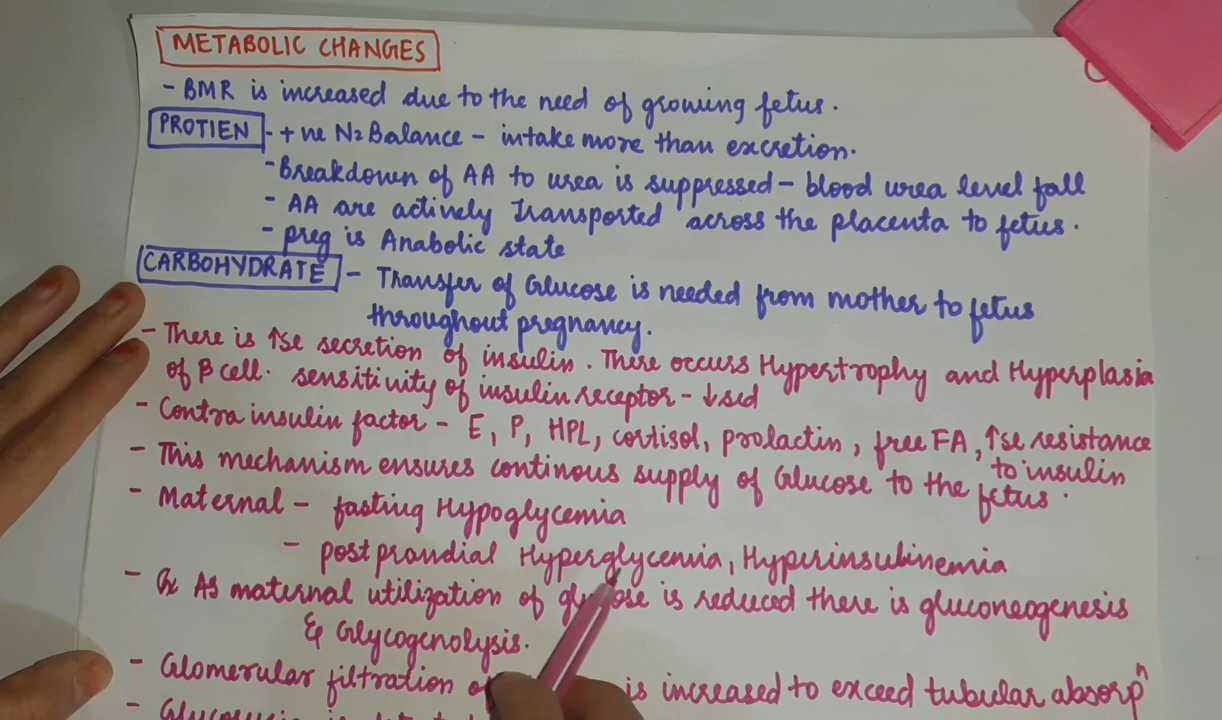 METABOLIC CHANGES
- BMR is increased due to the need of growing fetus.
PROTIEN - +ve N2 Balance - intake more than excretion.
- Breakdown of AA to urea is suppressed - blood urea level fall
- AA are actively transported across the placenta to fetus.
- preg is Anabolic state
CARBOHYDRATE - Transfer of Glucose is needed from mother to fetus
throughout pregnancy.
- There is ↑se secretion of insulin. There occurs Hypertrophy and Hyperplasia
of B cell. sensitivity of insulin receptor - ↓sed
- Contra insulin factor - E, P, HPL, cortisol, prolactin, free FA, ↑se resistance
to insulin
- This mechanism ensures continous supply of Glucose to the fetus.
- Maternal - fasting Hypoglycemia
- postprandial Hyperglycemia, Hyperinsulinemia
- As maternal utilization of glucose is reduced there is gluconeogenesis
& Glycogenolysis.
- Glomerular filtration is increased to exceed tubular absorpⁿ